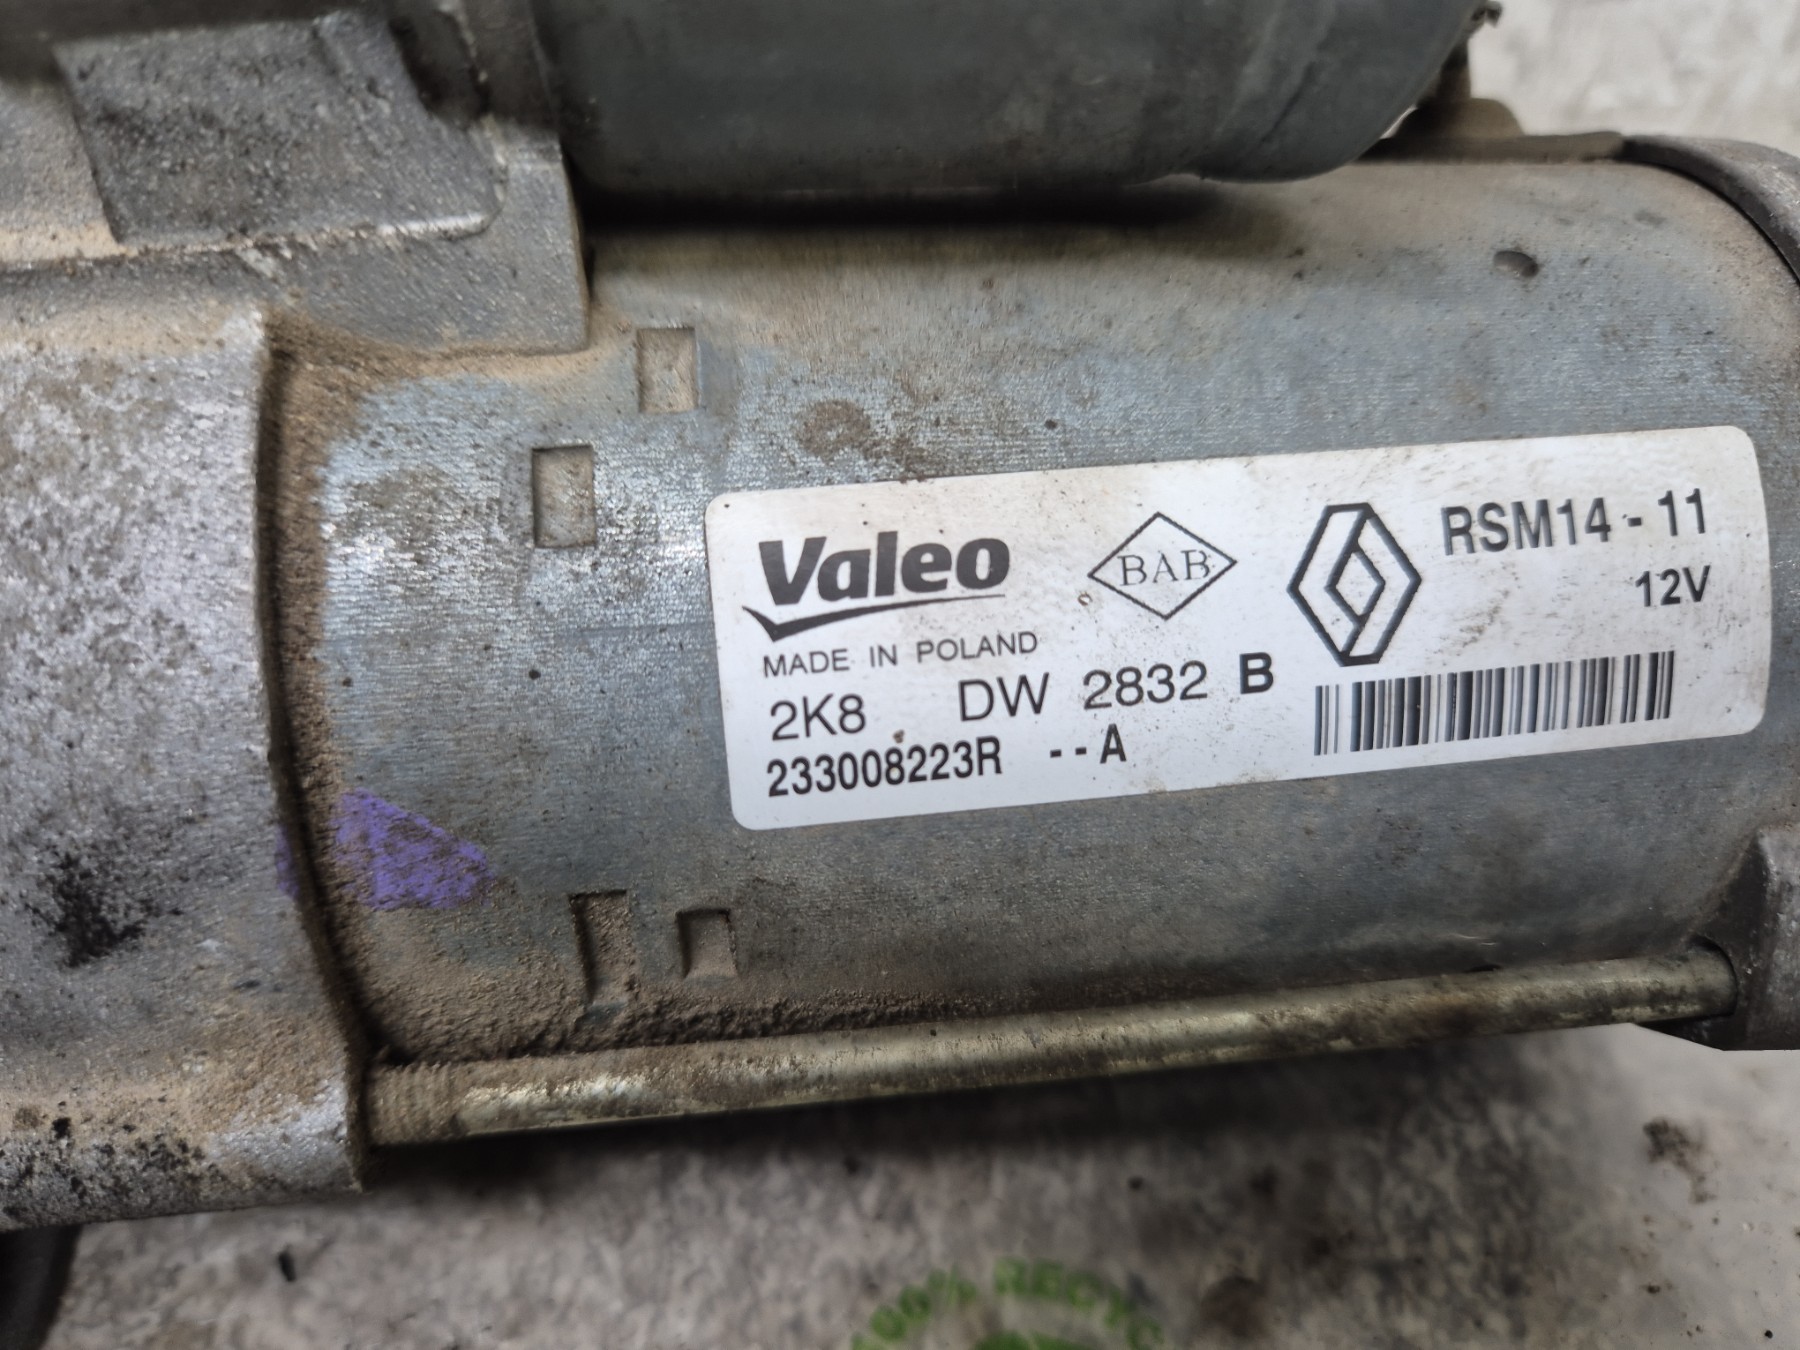 Valeo
BAB
RSM14 - 11
12V
MADE IN POLAND
2K8 DW 2832 B
233008223R --A